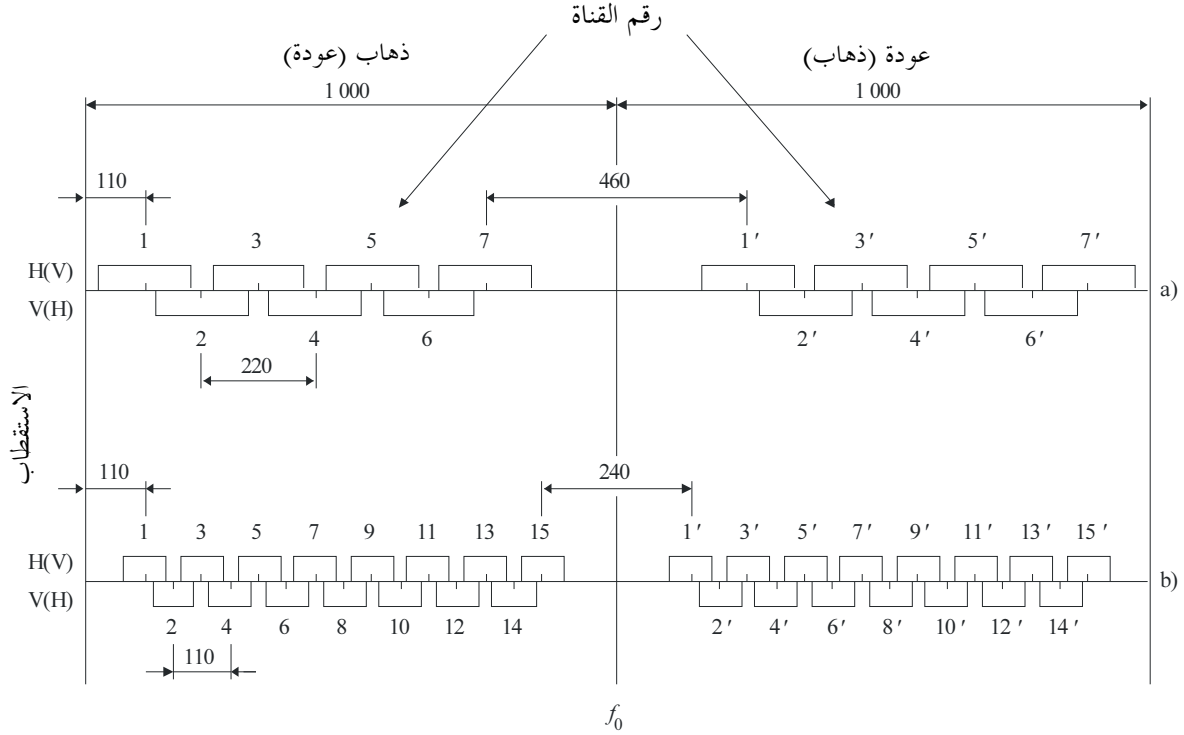 رقم القناة
عودة (ذهاب) ذهاب (عودة)
1 000 1 000
110 460
1 3 5 7 1′ 3′ 5′ 7′
H(V)
a)
V(H)
2 4 6 2′ 4′ 6′
220
الاستقطاب
110 240
1 3 5 7 9 11 13 15 1′ 3′ 5′ 7′ 9′ 11′ 13′ 15′
H(V)
b)
V(H)
2 4 6 8 10 12 14 2′ 4′ 6′ 8′ 10′ 12′ 14′
110
f0